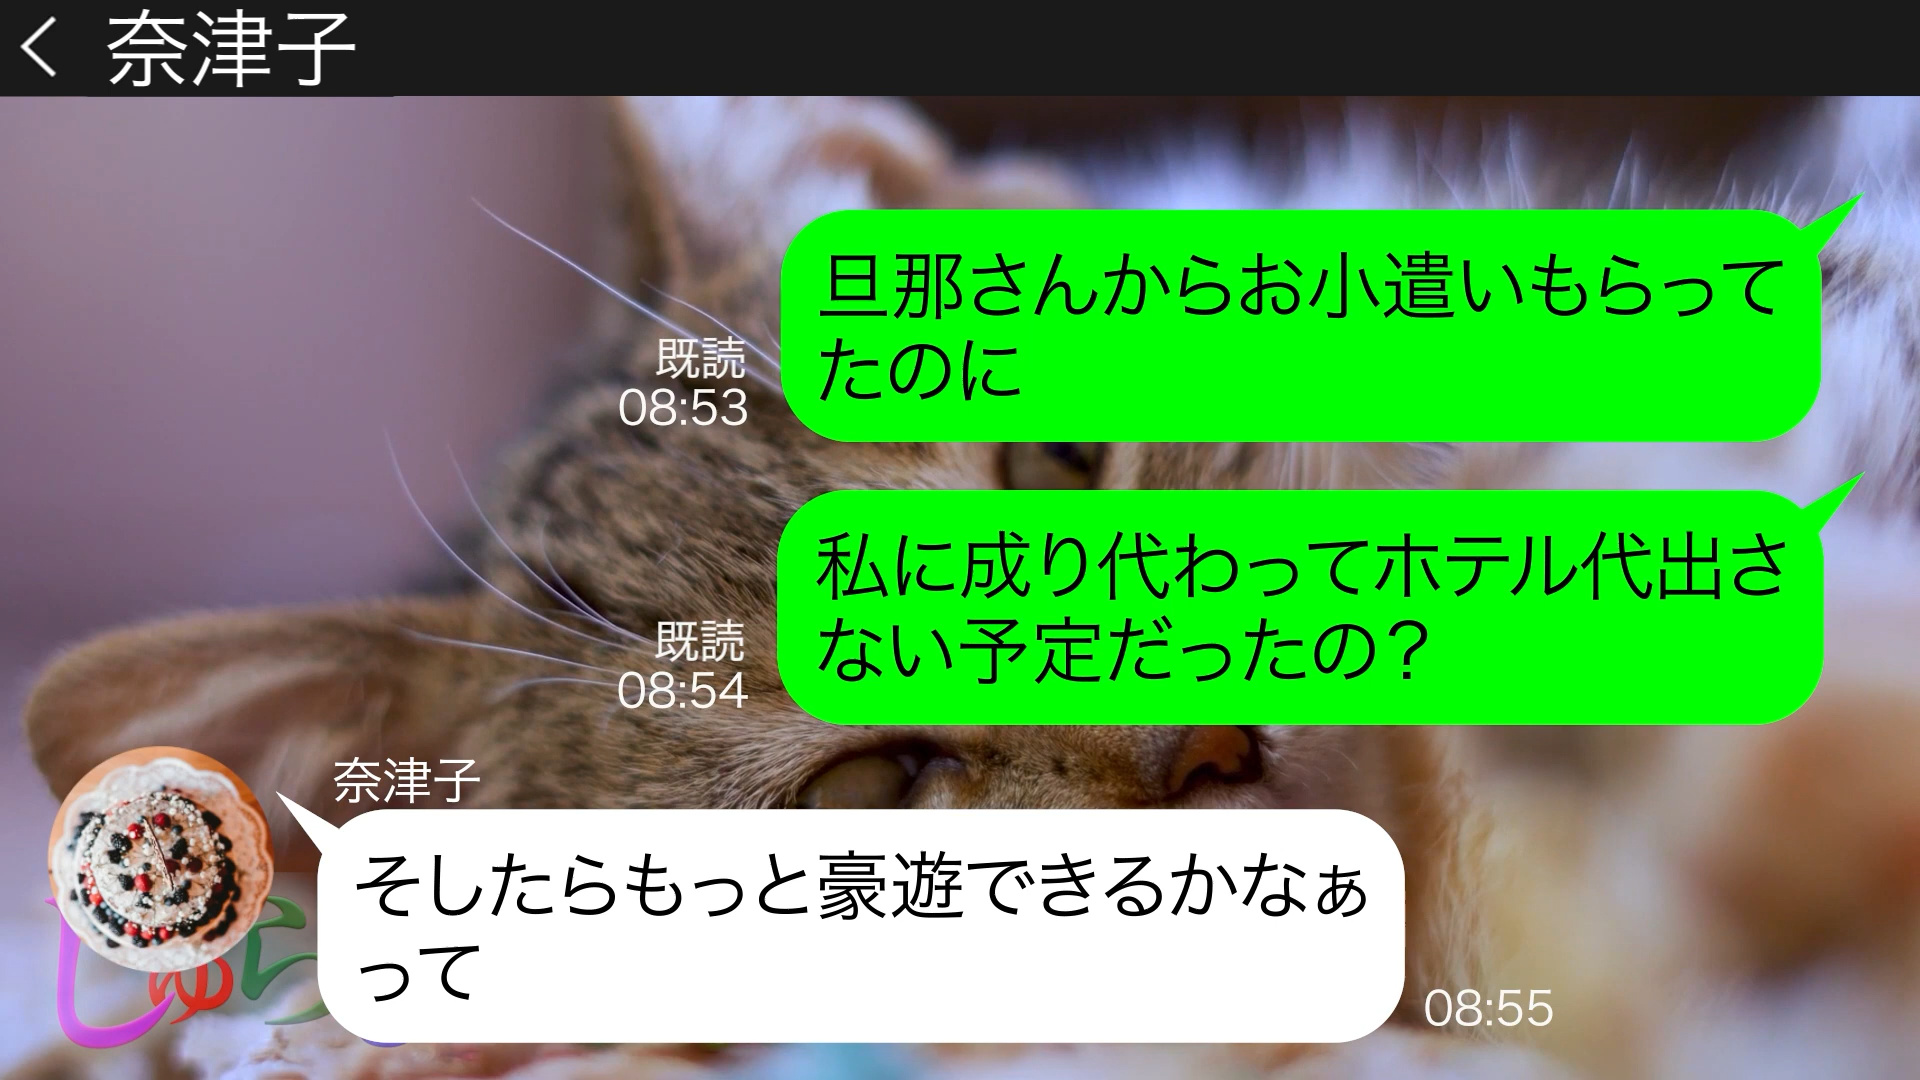 奈津子
旦那さんからお小遣いもらって
たのに
既読
08:53
私に成り代わってホテル代出さ
ない予定だったの？
既読
08:54
奈津子
そしたらもっと豪遊できるかなぁ
って
08:55
しゅら